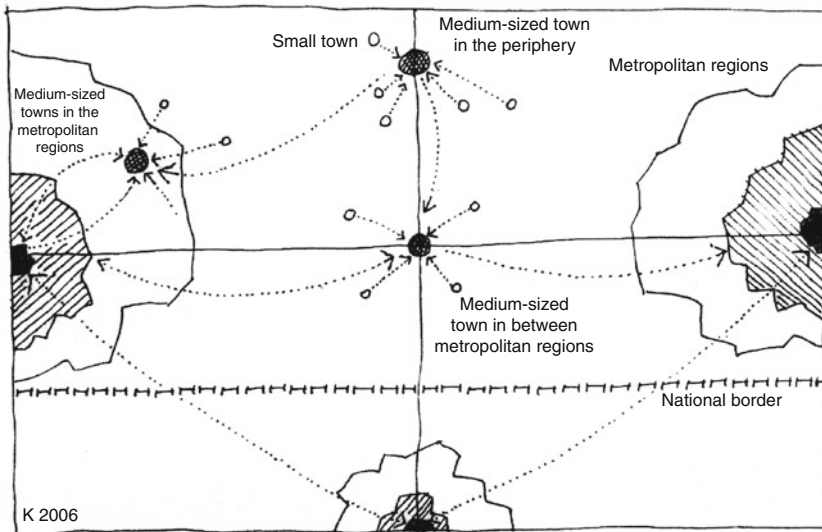 Small town
Medium-sized town
in the periphery
Metropolitan regions
Medium-sized
towns in the
metropolitan
regions
Medium-sized
town in between
metropolitan regions
National border
K 2006